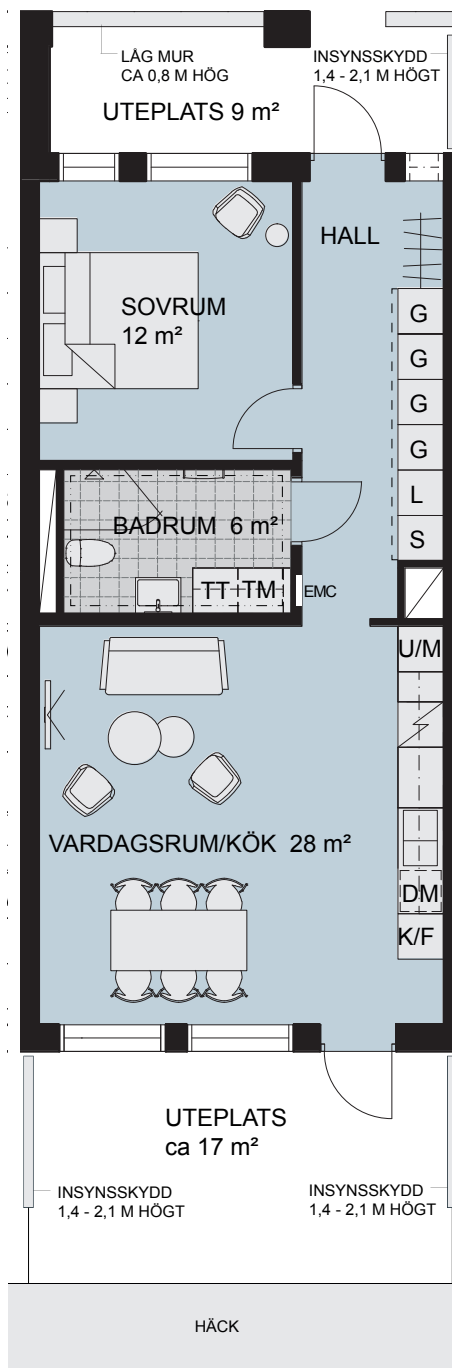 LÅG MUR
CA 0,8 M HÖG
INSYNSSKYDD
1,4 - 2,1 M HÖGT
UTEPLATS 9 m²
HALL
SOVRUM
12 m²
G
G
G
G
L
S
BADRUM 6 m²
TT TM
EMC
U/M
VARDAGSRUM/KÖK 28 m²
DM
K/F
UTEPLATS
ca 17 m²
INSYNSSKYDD
1,4 - 2,1 M HÖGT
INSYNSSKYDD
1,4 - 2,1 M HÖGT
HÄCK